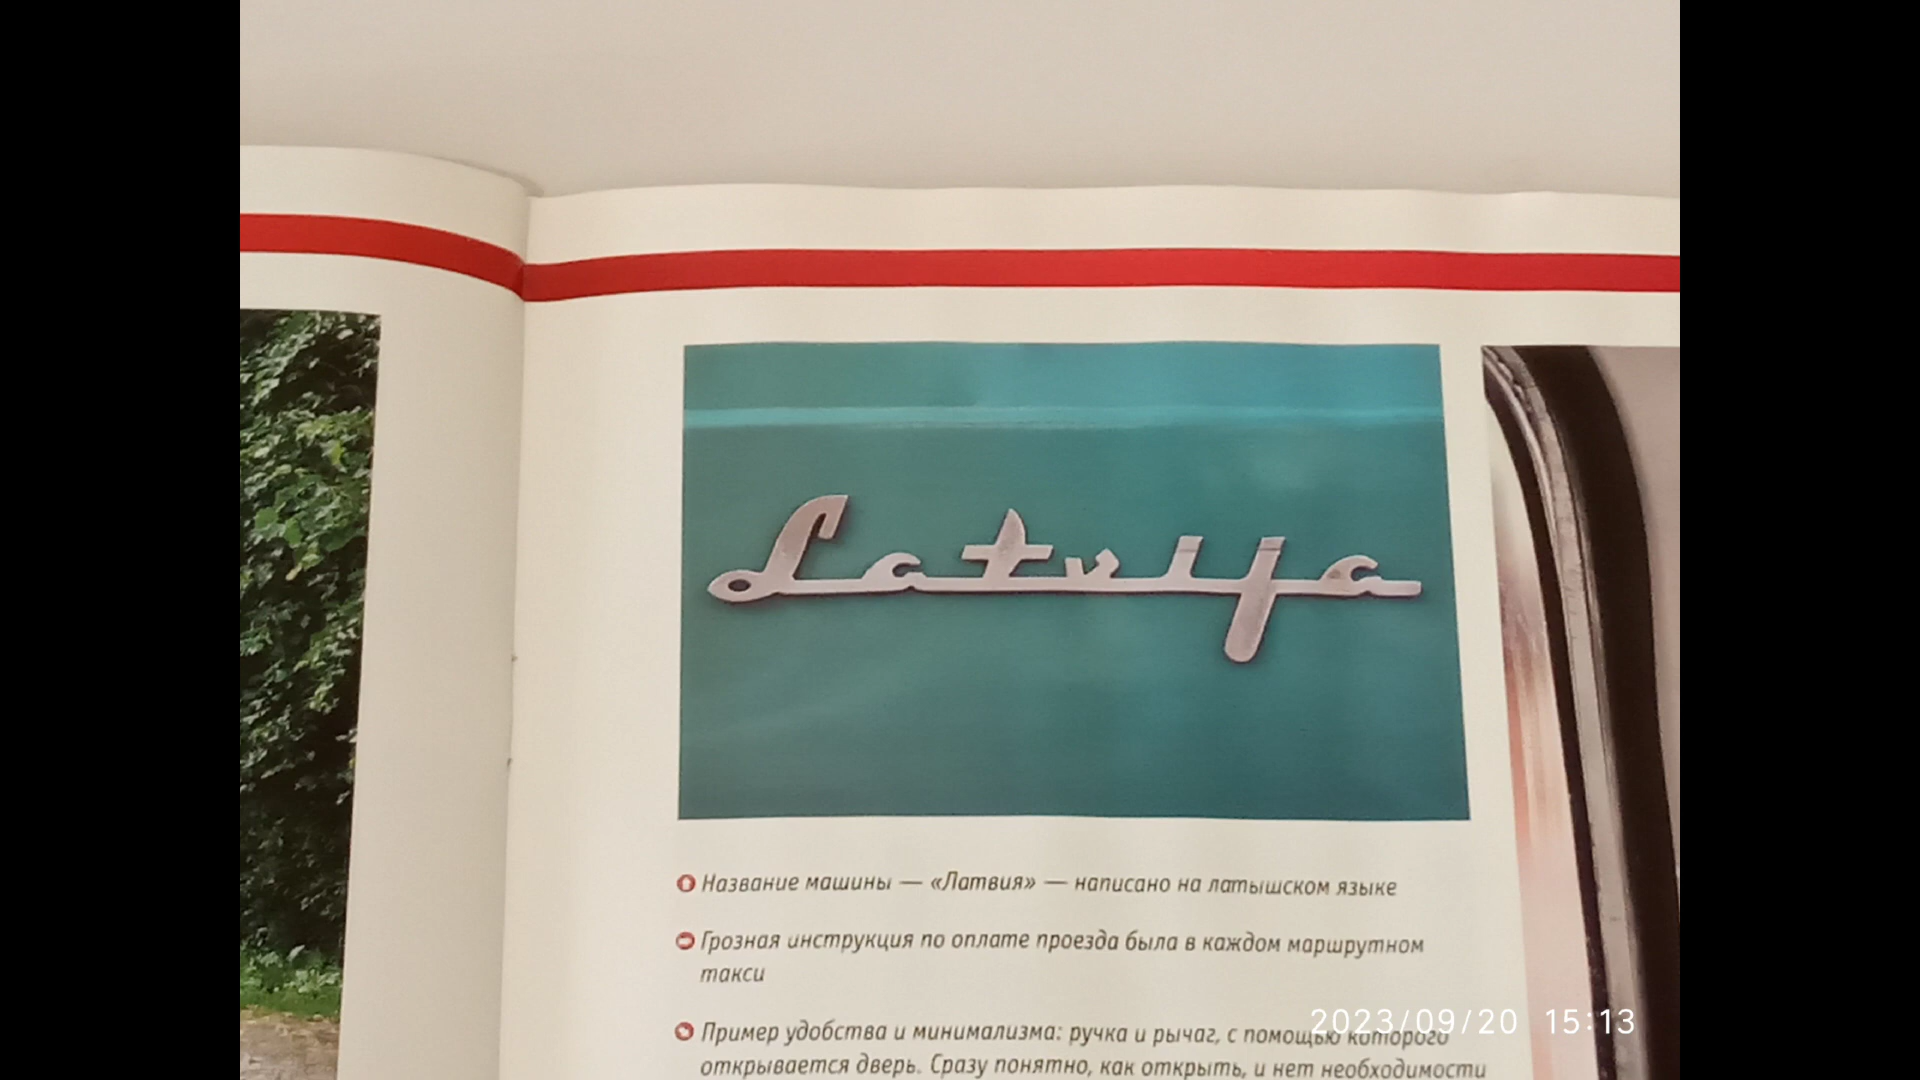 Latvija
Название машины — «Латвия» — написано на латышском языке
Грозная инструкция по оплате проезда была в каждом маршрутном
такси
Пример удобства и минимализма: ручка и рычаг, с помощью которого
открывается дверь. Сразу понятно, как открыть, и нет необходимости
2023/09/20 15:13